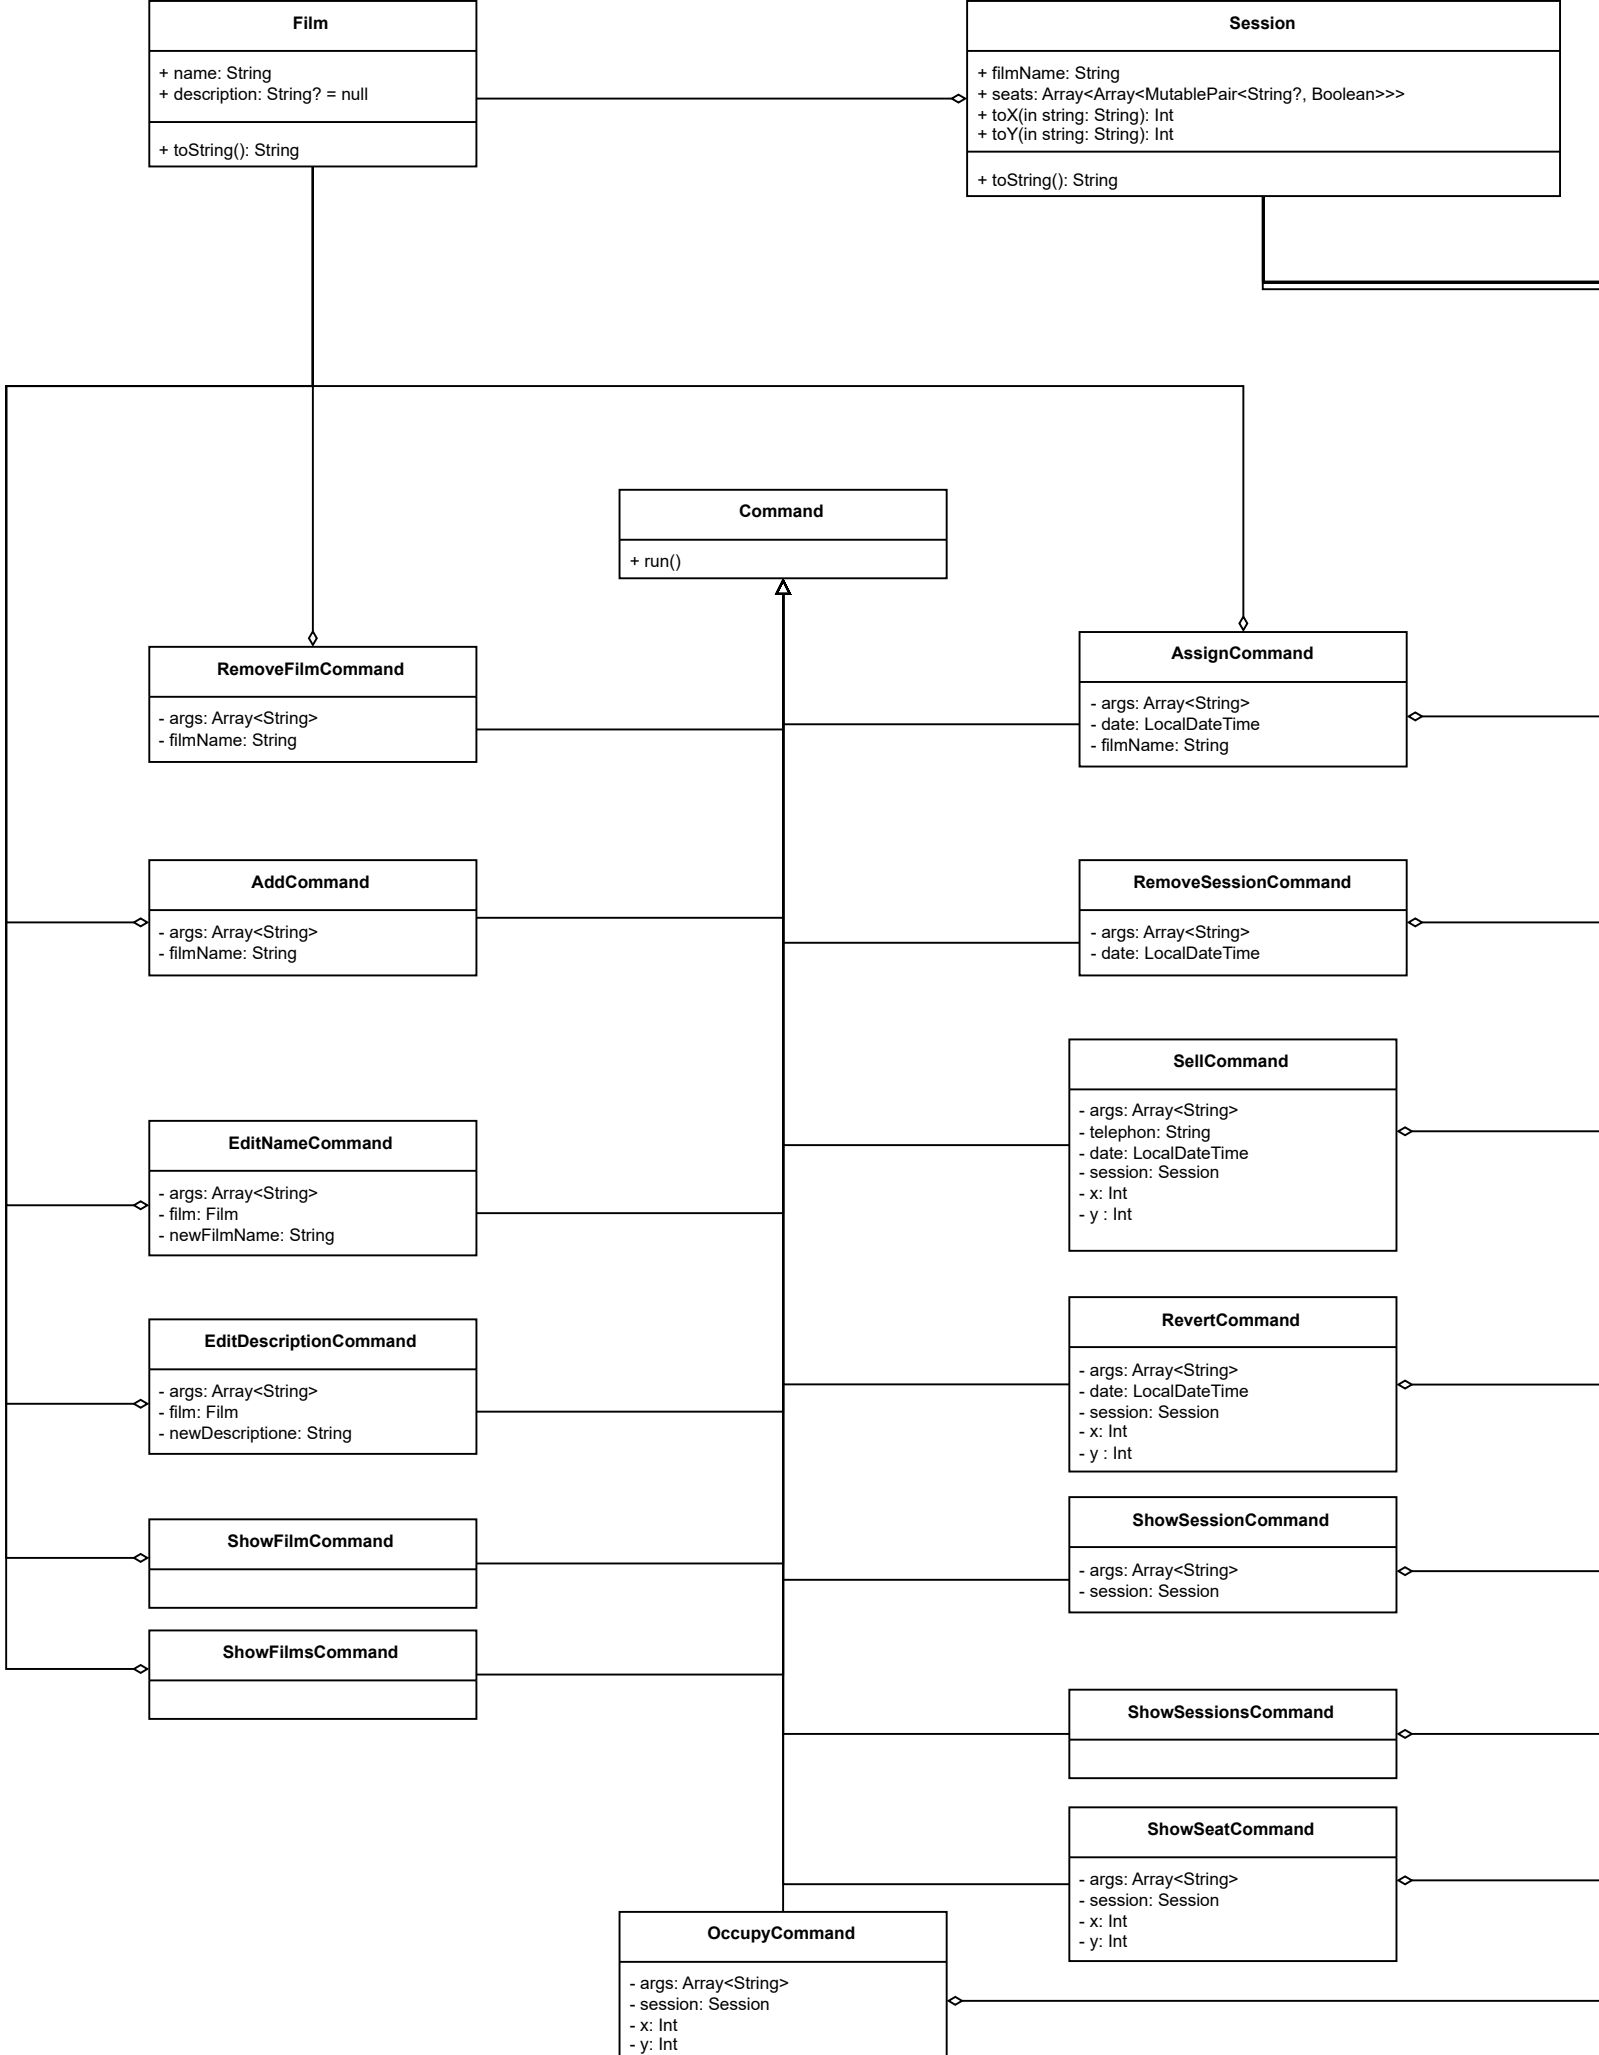 Film
+ name: String
+ description: String? = null
+ toString(): String
Session
+ filmName: String
+ seats: Array<Array<MutablePair<String?, Boolean>>>
+ toX(in string: String): Int
+ toY(in string: String): Int
+ toString(): String
Command
+ run()
RemoveFilmCommand
- args: Array<String>
- filmName: String
AssignCommand
- args: Array<String>
- date: LocalDateTime
- filmName: String
AddCommand
- args: Array<String>
- filmName: String
RemoveSessionCommand
- args: Array<String>
- date: LocalDateTime
SellCommand
- args: Array<String>
- telephon: String
- date: LocalDateTime
- session: Session
- x: Int
- y : Int
EditNameCommand
- args: Array<String>
- film: Film
- newFilmName: String
RevertCommand
- args: Array<String>
- date: LocalDateTime
- session: Session
- x: Int
- y : Int
EditDescriptionCommand
- args: Array<String>
- film: Film
- newDescriptione: String
ShowSessionCommand
- args: Array<String>
- session: Session
ShowFilmCommand
ShowFilmsCommand
ShowSessionsCommand
ShowSeatCommand
- args: Array<String>
- session: Session
- x: Int
- y: Int
OccupyCommand
- args: Array<String>
- session: Session
- x: Int
- y: Int